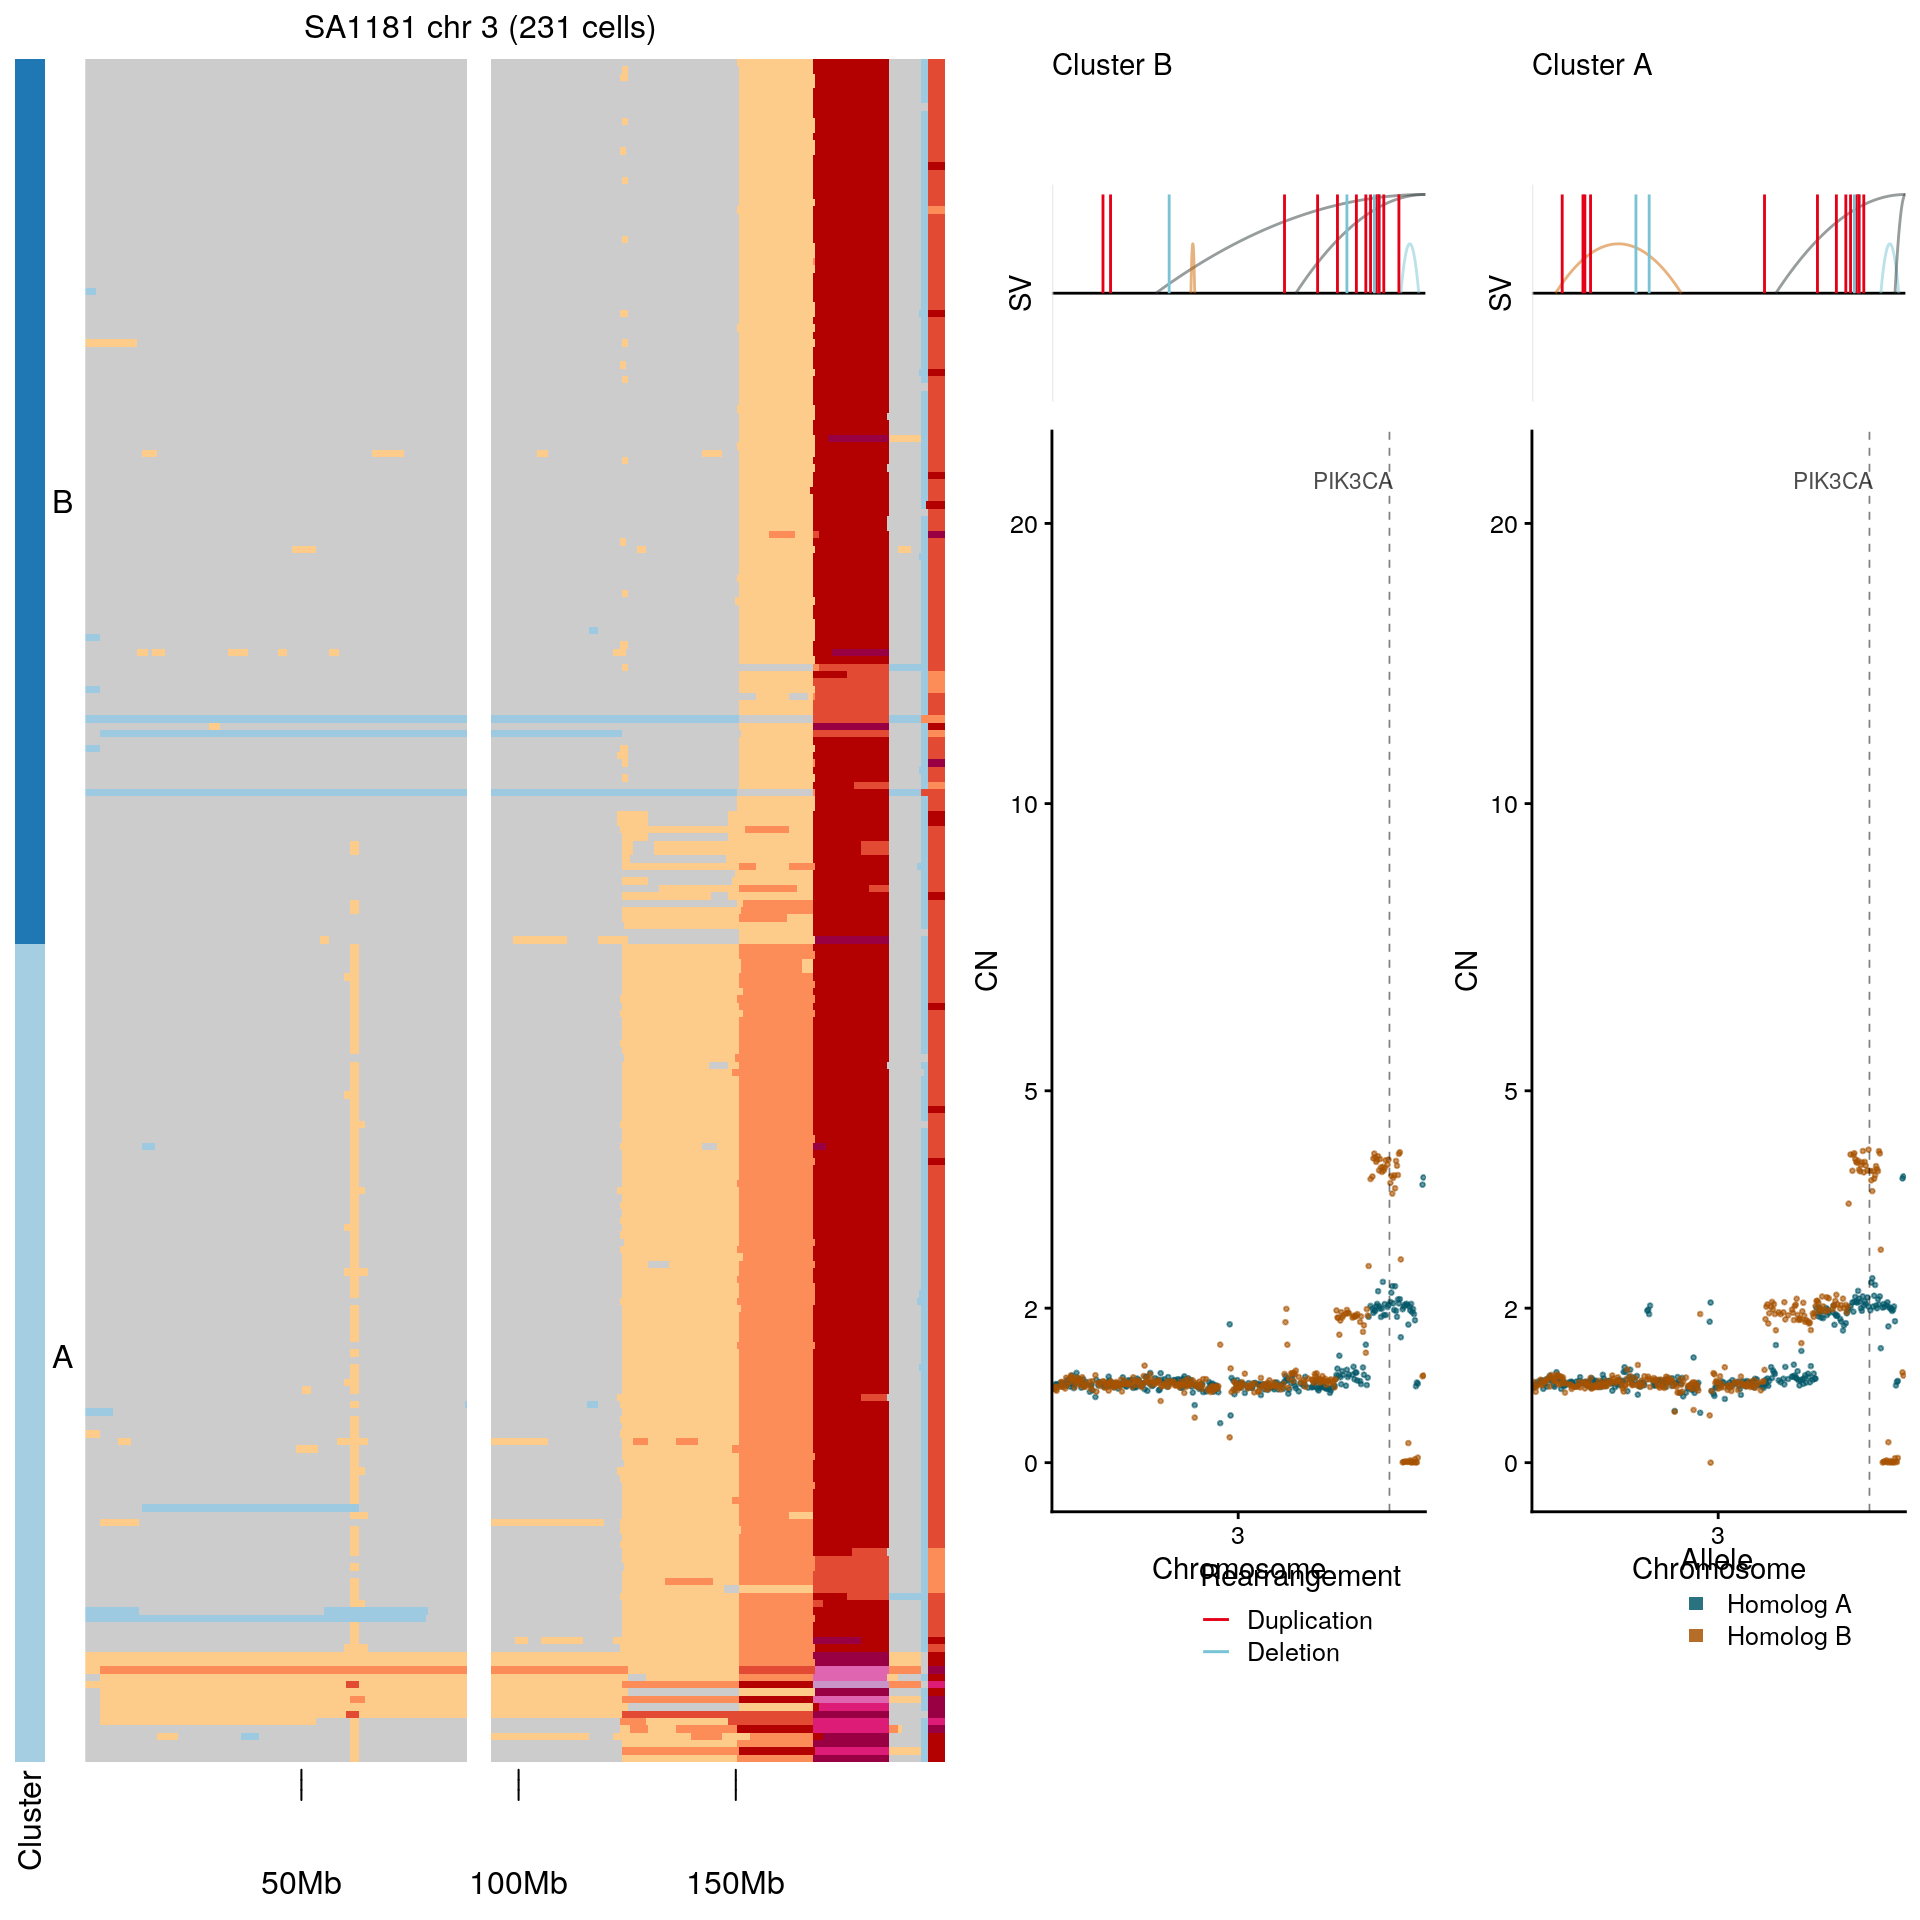 SA1181 chr 3 (231 cells)
B
A
Cluster
50Mb
100Mb
150Mb
Cluster B
SV
PIK3CA
20
10
5
2
0
CN
3
Chromosome
Rearrangement
Duplication
Deletion
Cluster A
SV
PIK3CA
20
10
5
2
0
CN
3
Chromosome
Allele
Homolog A
Homolog B